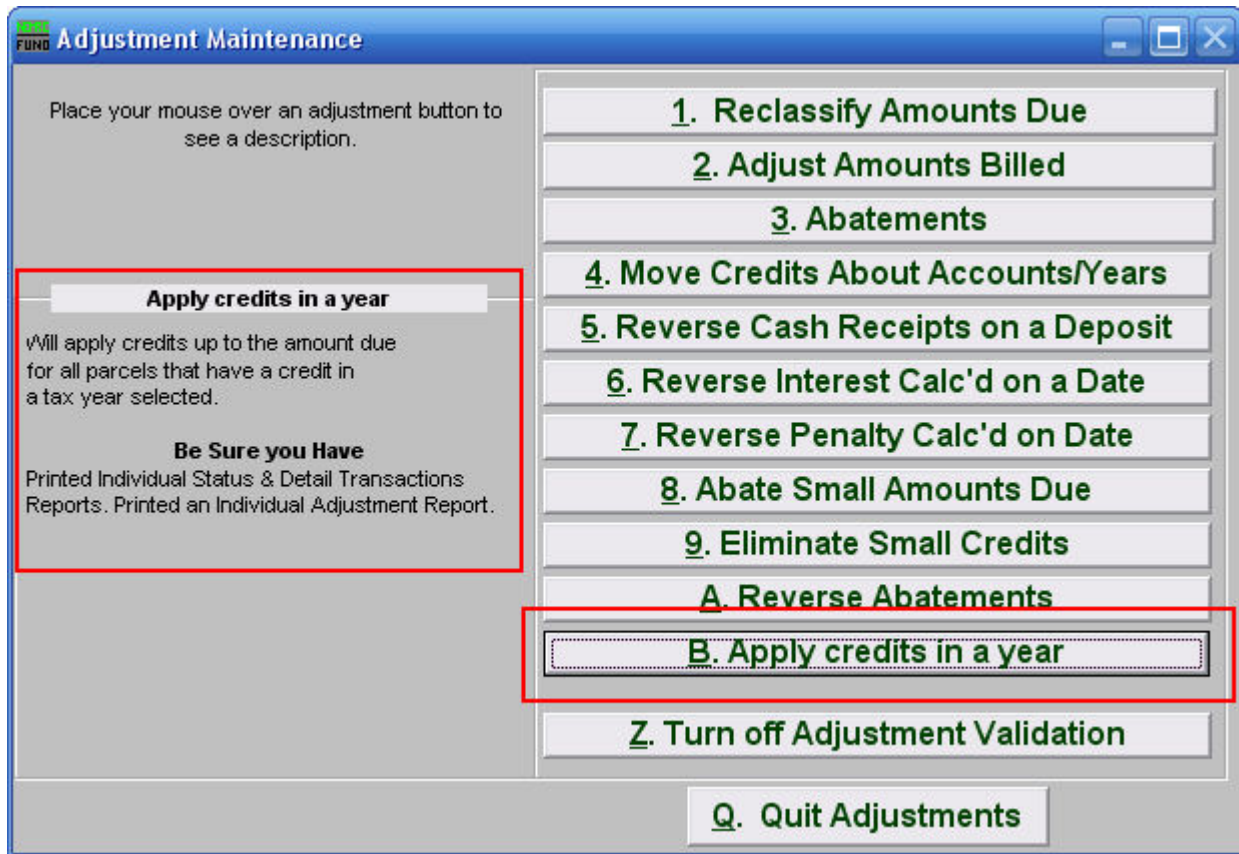 FUND Adjustment Maintenance
Place your mouse over an adjustment button to
see a description.
Apply credits in a year
Will apply credits up to the amount due
for all parcels that have a credit in
a tax year selected.
Be Sure you Have
Printed Individual Status & Detail Transactions
Reports. Printed an Individual Adjustment Report.
1. Reclassify Amounts Due
2. Adjust Amounts Billed
3. Abatements
4. Move Credits About Accounts/Years
5. Reverse Cash Receipts on a Deposit
6. Reverse Interest Calc'd on a Date
7. Reverse Penalty Calc'd on Date
8. Abate Small Amounts Due
9. Eliminate Small Credits
A. Reverse Abatements
B. Apply credits in a year
Z. Turn off Adjustment Validation
Q. Quit Adjustments